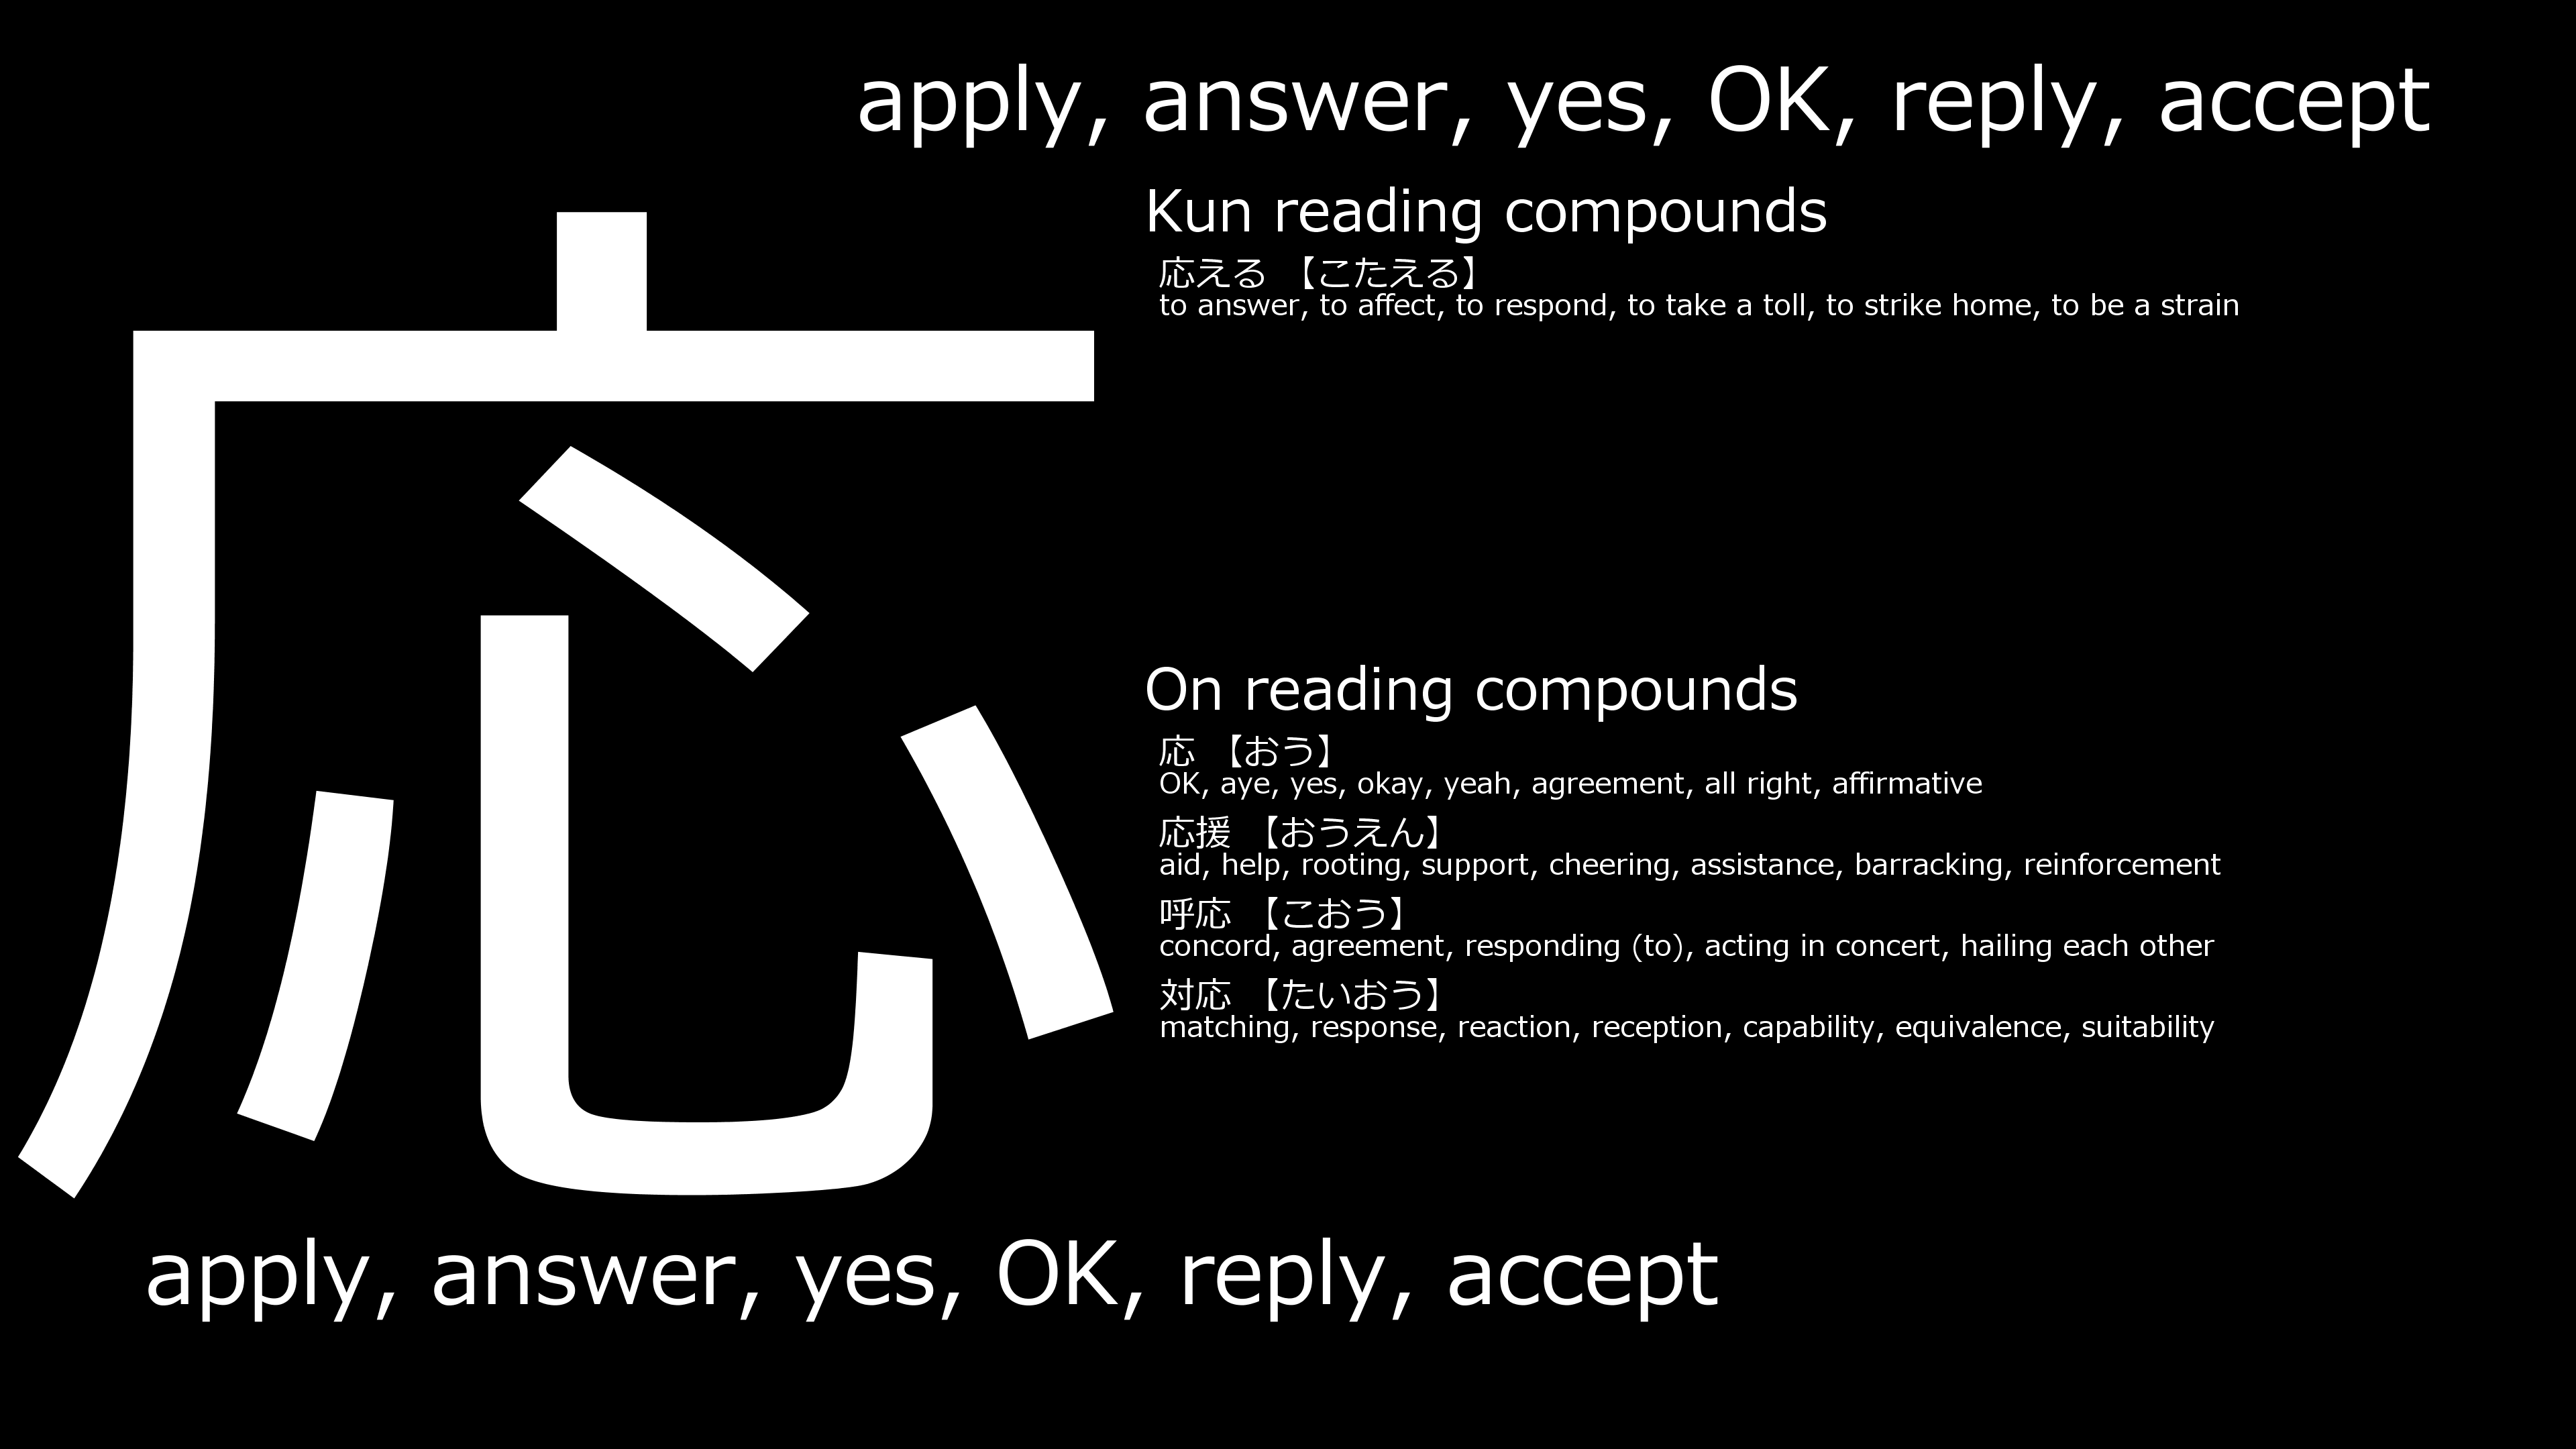 apply, answer, yes, OK, reply, accept
応
Kun reading compounds
応える 【こたえる】
to answer, to affect, to respond, to take a toll, to strike home, to be a strain
On reading compounds
応 【おう】
OK, aye, yes, okay, yeah, agreement, all right, affirmative
応援 【おうえん】
aid, help, rooting, support, cheering, assistance, barracking, reinforcement
呼応 【こおう】
concord, agreement, responding (to), acting in concert, hailing each other
対応 【たいおう】
matching, response, reaction, reception, capability, equivalence, suitability
apply, answer, yes, OK, reply, accept